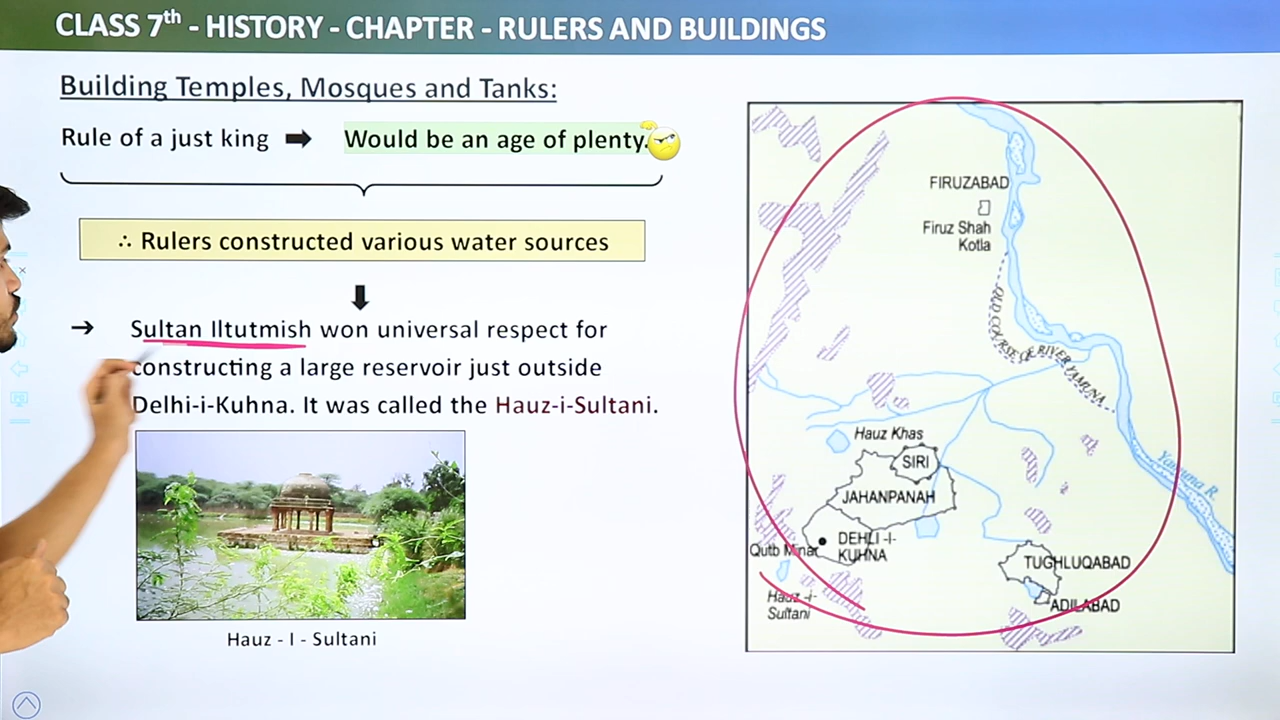 CLASS 7th - HISTORY - CHAPTER - RULERS AND BUILDINGS
Building Temples, Mosques and Tanks:
Rule of a just king ➡ Would be an age of plenty.
∴ Rulers constructed various water sources
→ Sultan Iltutmish won universal respect for
constructing a large reservoir just outside
Delhi-i-Kuhna. It was called the Hauz-i-Sultani.
Hauz - I - Sultani
FIRUZABAD
Firuz Shah
Kotla
OLD COURSE OF RIVER YAMUNA
Hauz Khas
SIRI
JAHANPANAH
Yamuna R.
DEHLI -I-
KUHNA
Qutb Minar
TUGHLUQABAD
Hauz -i-
Sultani
ADILABAD